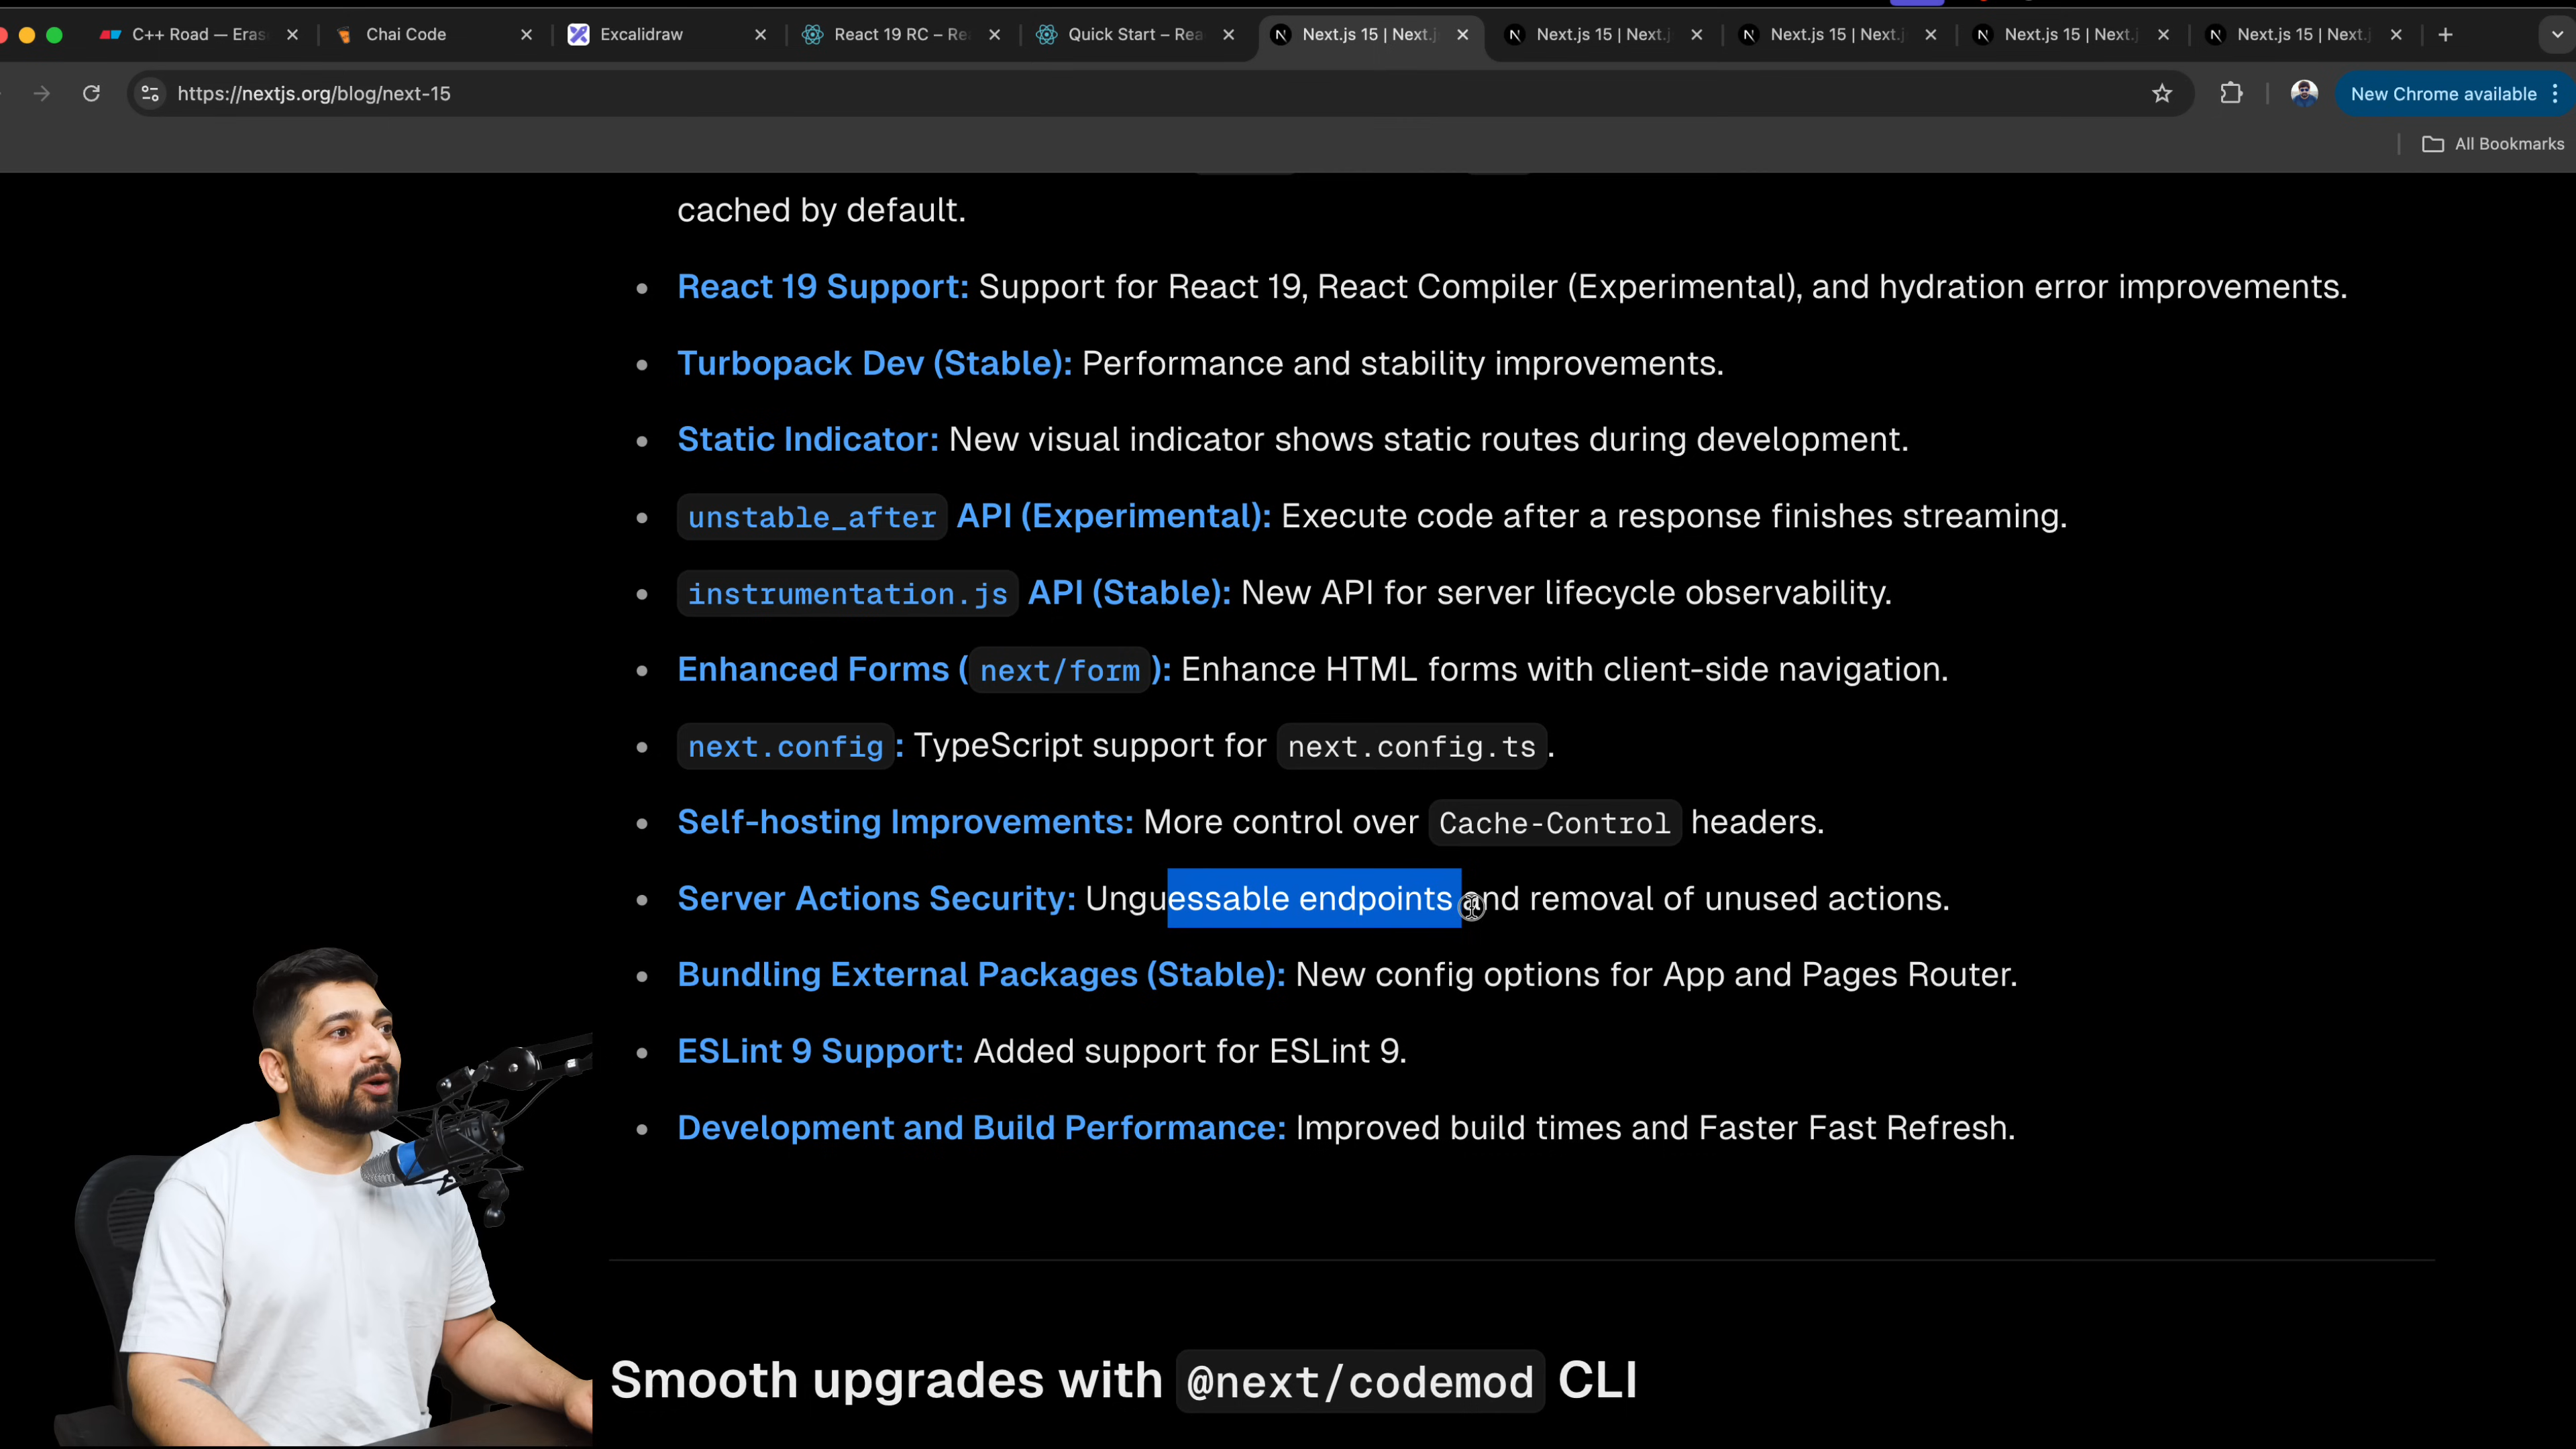 C++ Road — Eras
Chai Code
Excalidraw
React 19 RC – Re
Quick Start – Rea
Next.js 15 | Next.j
Next.js 15 | Next.j
Next.js 15 | Next.j
Next.js 15 | Next.j
Next.js 15 | Next.j
https://nextjs.org/blog/next-15
New Chrome available
All Bookmarks
cached by default.
React 19 Support: Support for React 19, React Compiler (Experimental), and hydration error improvements.
Turbopack Dev (Stable): Performance and stability improvements.
Static Indicator: New visual indicator shows static routes during development.
unstable_after API (Experimental): Execute code after a response finishes streaming.
instrumentation.js API (Stable): New API for server lifecycle observability.
Enhanced Forms (next/form): Enhance HTML forms with client-side navigation.
next.config: TypeScript support for next.config.ts.
Self-hosting Improvements: More control over Cache-Control headers.
Server Actions Security: Unguessable endpoints and removal of unused actions.
Bundling External Packages (Stable): New config options for App and Pages Router.
ESLint 9 Support: Added support for ESLint 9.
Development and Build Performance: Improved build times and Faster Fast Refresh.
Smooth upgrades with @next/codemod CLI